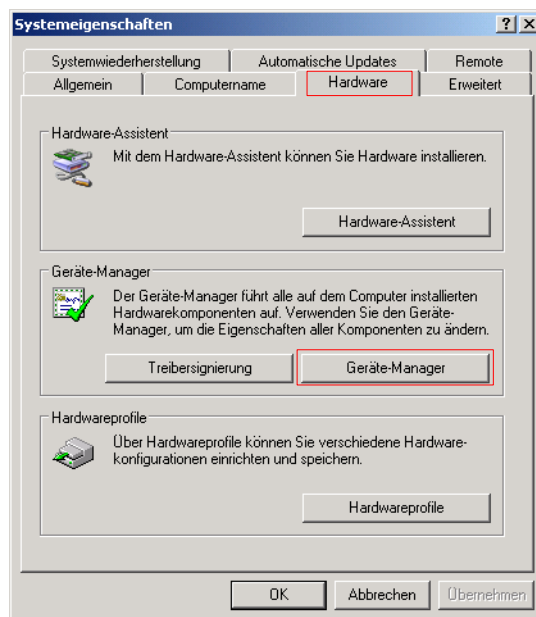 Systemeigenschaften
Systemwiederherstellung Automatische Updates Remote
Allgemein Computername Hardware Erweitert
Hardware-Assistent
Mit dem Hardware-Assistent können Sie Hardware installieren.
Hardware-Assistent
Geräte-Manager
Der Geräte-Manager führt alle auf dem Computer installierten
Hardwarekomponenten auf. Verwenden Sie den Geräte-
Manager, um die Eigenschaften aller Komponenten zu ändern.
Treibersignierung Geräte-Manager
Hardwareprofile
Über Hardwareprofile können Sie verschiedene Hardware-
konfigurationen einrichten und speichern.
Hardwareprofile
OK Abbrechen Übernehmen